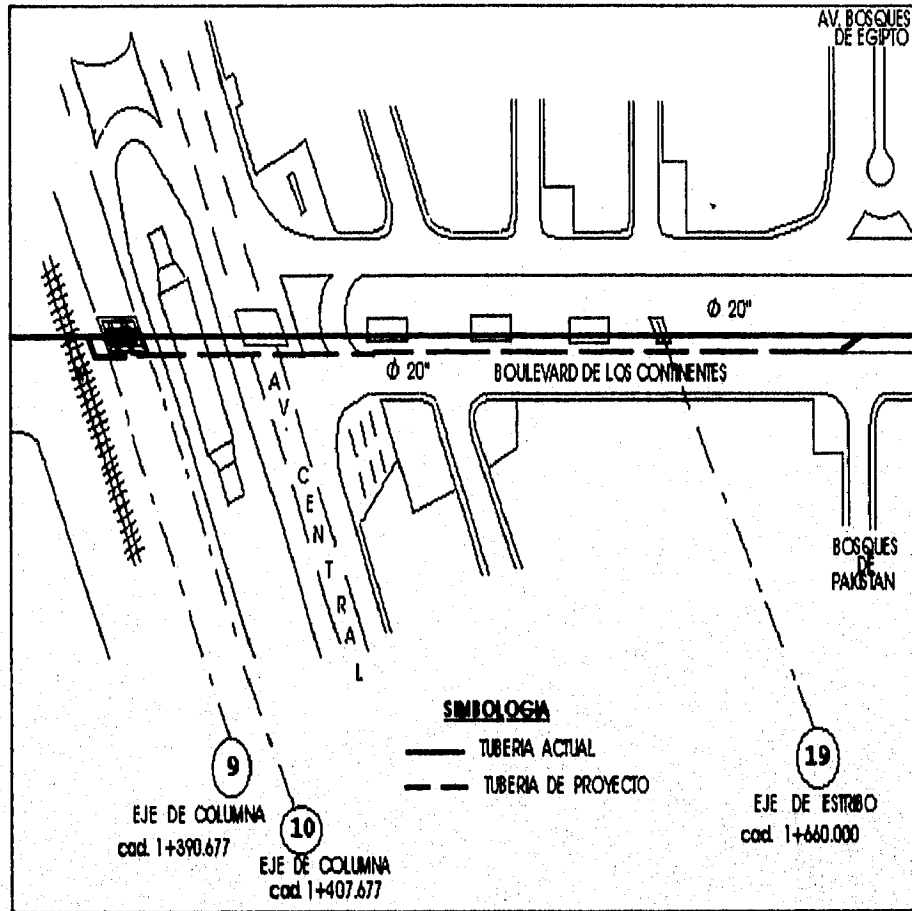 AV. BOSQUES
DE EGIPTO
Ø 20"
Ø 20"
BOULEVARD DE LOS CONTINENTES
AV. CENTRAL
BOSQUES
DE
PAKISTAN
SIMBOLOGIA
TUBERIA ACTUAL
TUBERIA DE PROYECTO
9
EJE DE COLUMNA
cad. 1+390.677
10
EJE DE COLUMNA
cad. 1+407.677
19
EJE DE ESTRIBO
cad. 1+660.000